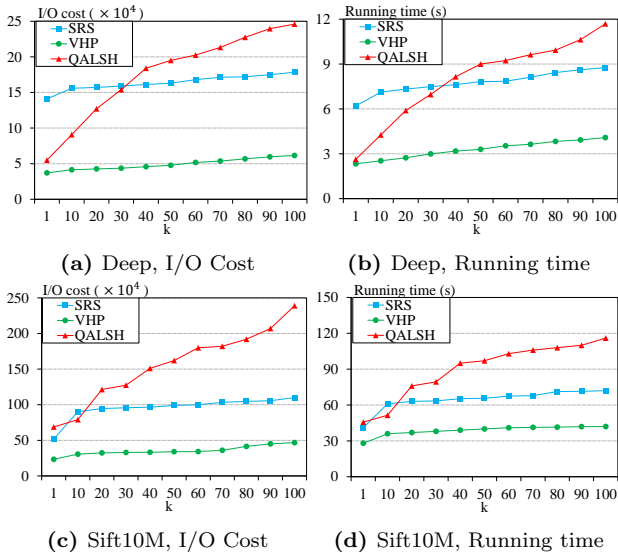 I/O cost ( × 10⁴)
25
20
15
10
5
0
SRS
VHP
QALSH
1 10 20 30 40 50 60 70 80 90 100
k
(a) Deep, I/O Cost
Running time (s)
12
9
6
3
0
SRS
VHP
QALSH
1 10 20 30 40 50 60 70 80 90 100
k
(b) Deep, Running time
I/O cost ( × 10⁴)
250
200
150
100
50
0
SRS
VHP
QALSH
1 10 20 30 40 50 60 70 80 90 100
k
(c) Sift10M, I/O Cost
Running time (s)
150
120
90
60
30
0
SRS
VHP
QALSH
1 10 20 30 40 50 60 70 80 90 100
k
(d) Sift10M, Running time